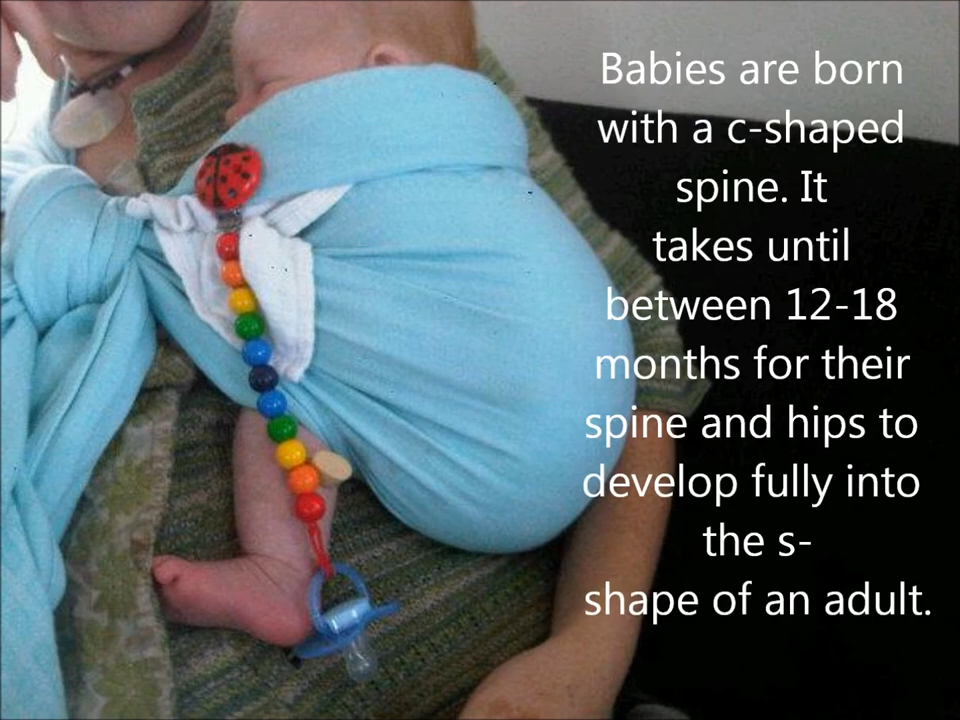 Babies are born
with a c-shaped
spine. It
takes until
between 12-18
months for their
spine and hips to
develop fully into
the s-
shape of an adult.